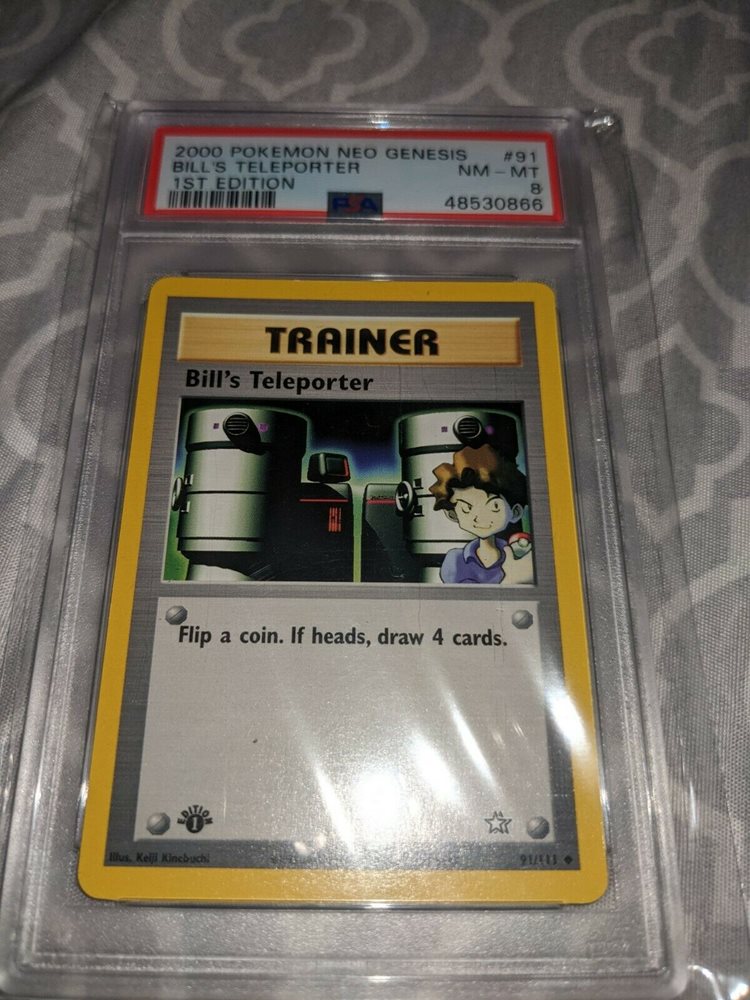 2000 POKEMON NEO GENESIS #91
BILL'S TELEPORTER NM-MT
1ST EDITION 8
PSA 48530866
TRAINER
Bill's Teleporter
Flip a coin. If heads, draw 4 cards.
EDITION
1
Illus. Keiji Kinebuchi
91/111